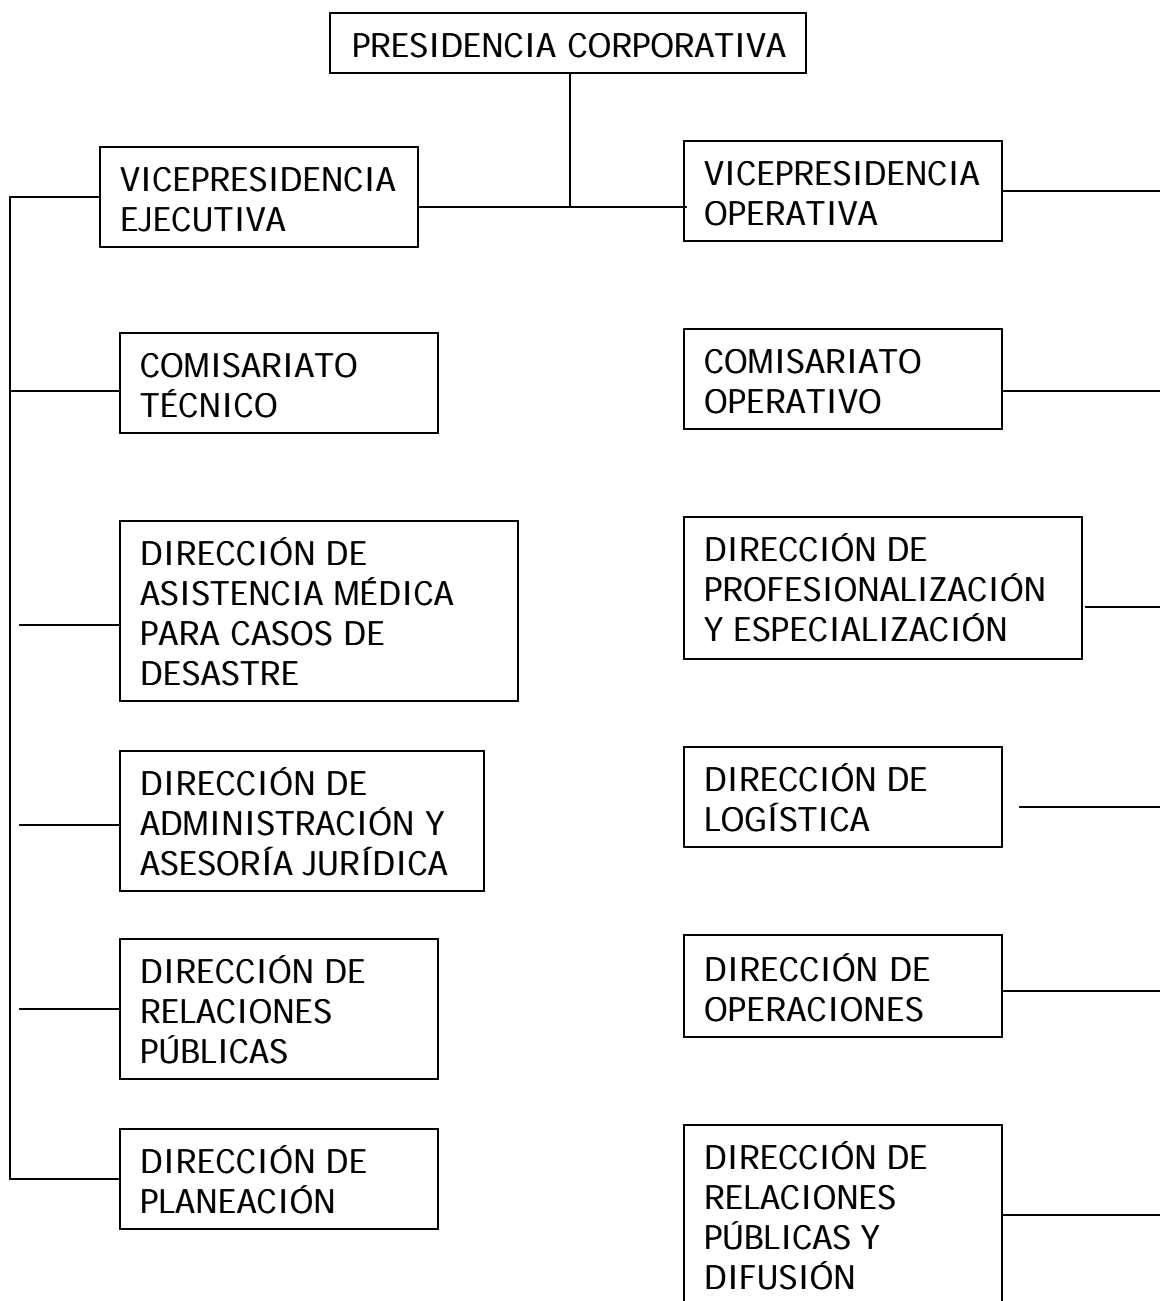 PRESIDENCIA CORPORATIVA
VICEPRESIDENCIA
EJECUTIVA
VICEPRESIDENCIA
OPERATIVA
COMISARIATO
TÉCNICO
COMISARIATO
OPERATIVO
DIRECCIÓN DE
ASISTENCIA MÉDICA
PARA CASOS DE
DESASTRE
DIRECCIÓN DE
PROFESIONALIZACIÓN
Y ESPECIALIZACIÓN
DIRECCIÓN DE
ADMINISTRACIÓN Y
ASESORÍA JURÍDICA
DIRECCIÓN DE
LOGÍSTICA
DIRECCIÓN DE
RELACIONES
PÚBLICAS
DIRECCIÓN DE
OPERACIONES
DIRECCIÓN DE
PLANEACIÓN
DIRECCIÓN DE
RELACIONES
PÚBLICAS Y
DIFUSIÓN